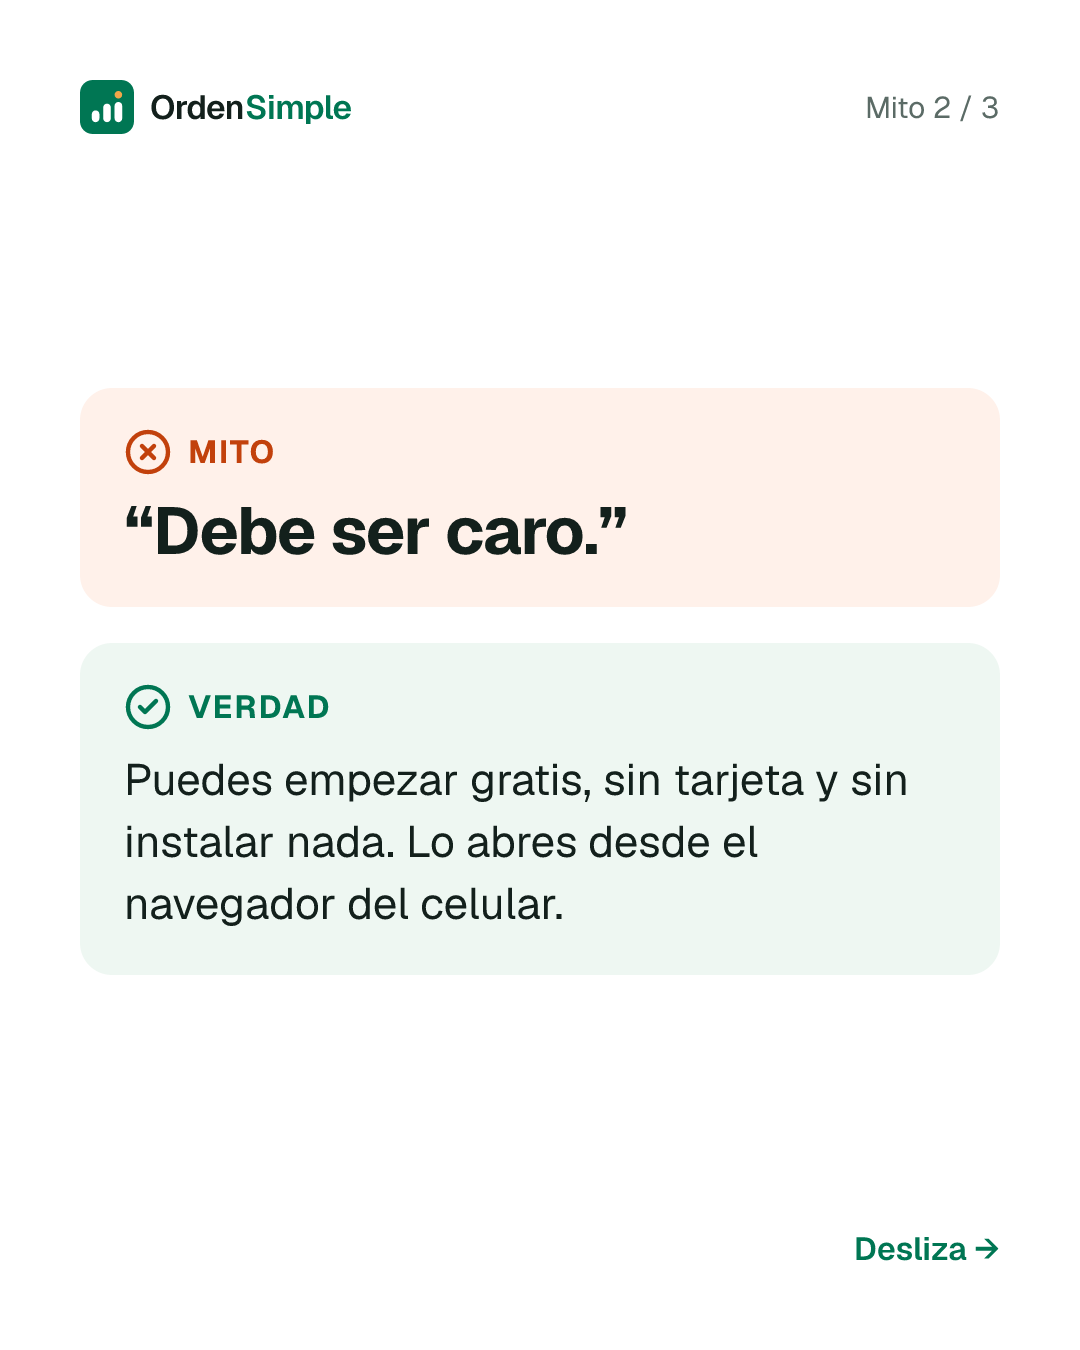 OrdenSimple
Mito 2 / 3
MITO
“Debe ser caro.”
VERDAD
Puedes empezar gratis, sin tarjeta y sin
instalar nada. Lo abres desde el
navegador del celular.
Desliza →